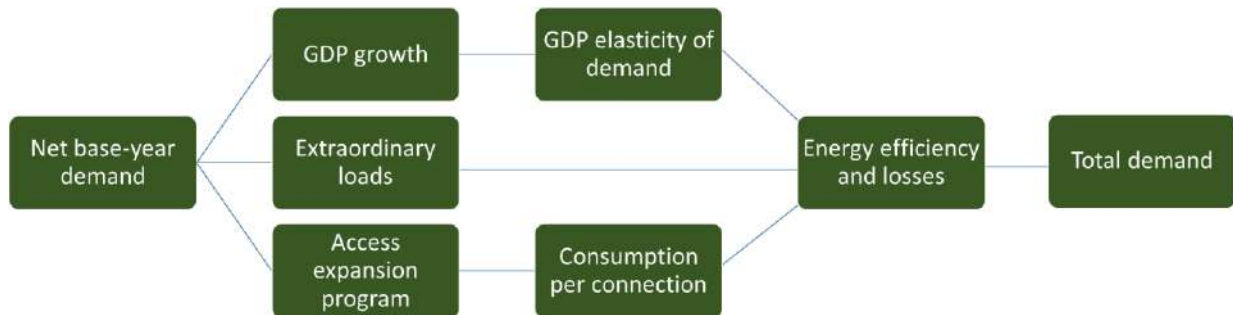 Net base-year
demand
GDP growth
GDP elasticity of
demand
Extraordinary
loads
Access
expansion
program
Consumption
per connection
Energy efficiency
and losses
Total demand